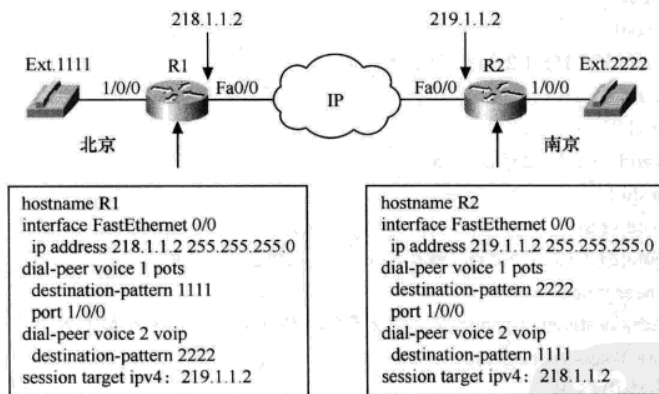 218.1.1.2
219.1.1.2
Ext.1111
1/0/0
R1
Fa0/0
IP
Fa0/0
R2
1/0/0
Ext.2222
北京
南京
hostname R1
interface FastEthernet 0/0
ip address 218.1.1.2 255.255.255.0
dial-peer voice 1 pots
destination-pattern 1111
port 1/0/0
dial-peer voice 2 voip
destination-pattern 2222
session target ipv4：219.1.1.2
hostname R2
interface FastEthernet 0/0
ip address 219.1.1.2 255.255.255.0
dial-peer voice 1 pots
destination-pattern 2222
port 1/0/0
dial-peer voice 2 voip
destination-pattern 1111
session target ipv4：218.1.1.2